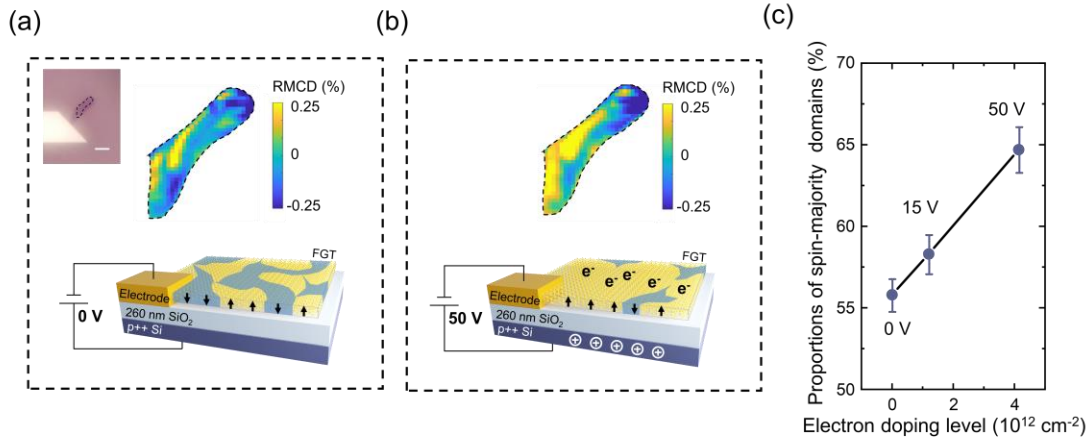 (a)
RMCD (%)
0.25
0
-0.25
FGT
Electrode
0 V
260 nm SiO2
p++ Si
(b)
RMCD (%)
0.25
0
-0.25
e- e- e- e- e-
FGT
Electrode
50 V
260 nm SiO2
p++ Si
(c)
Proportions of spin-majority domains (%)
70
65
60
55
50
50 V
15 V
0 V
0 2 4
Electron doping level (10^12 cm-2)